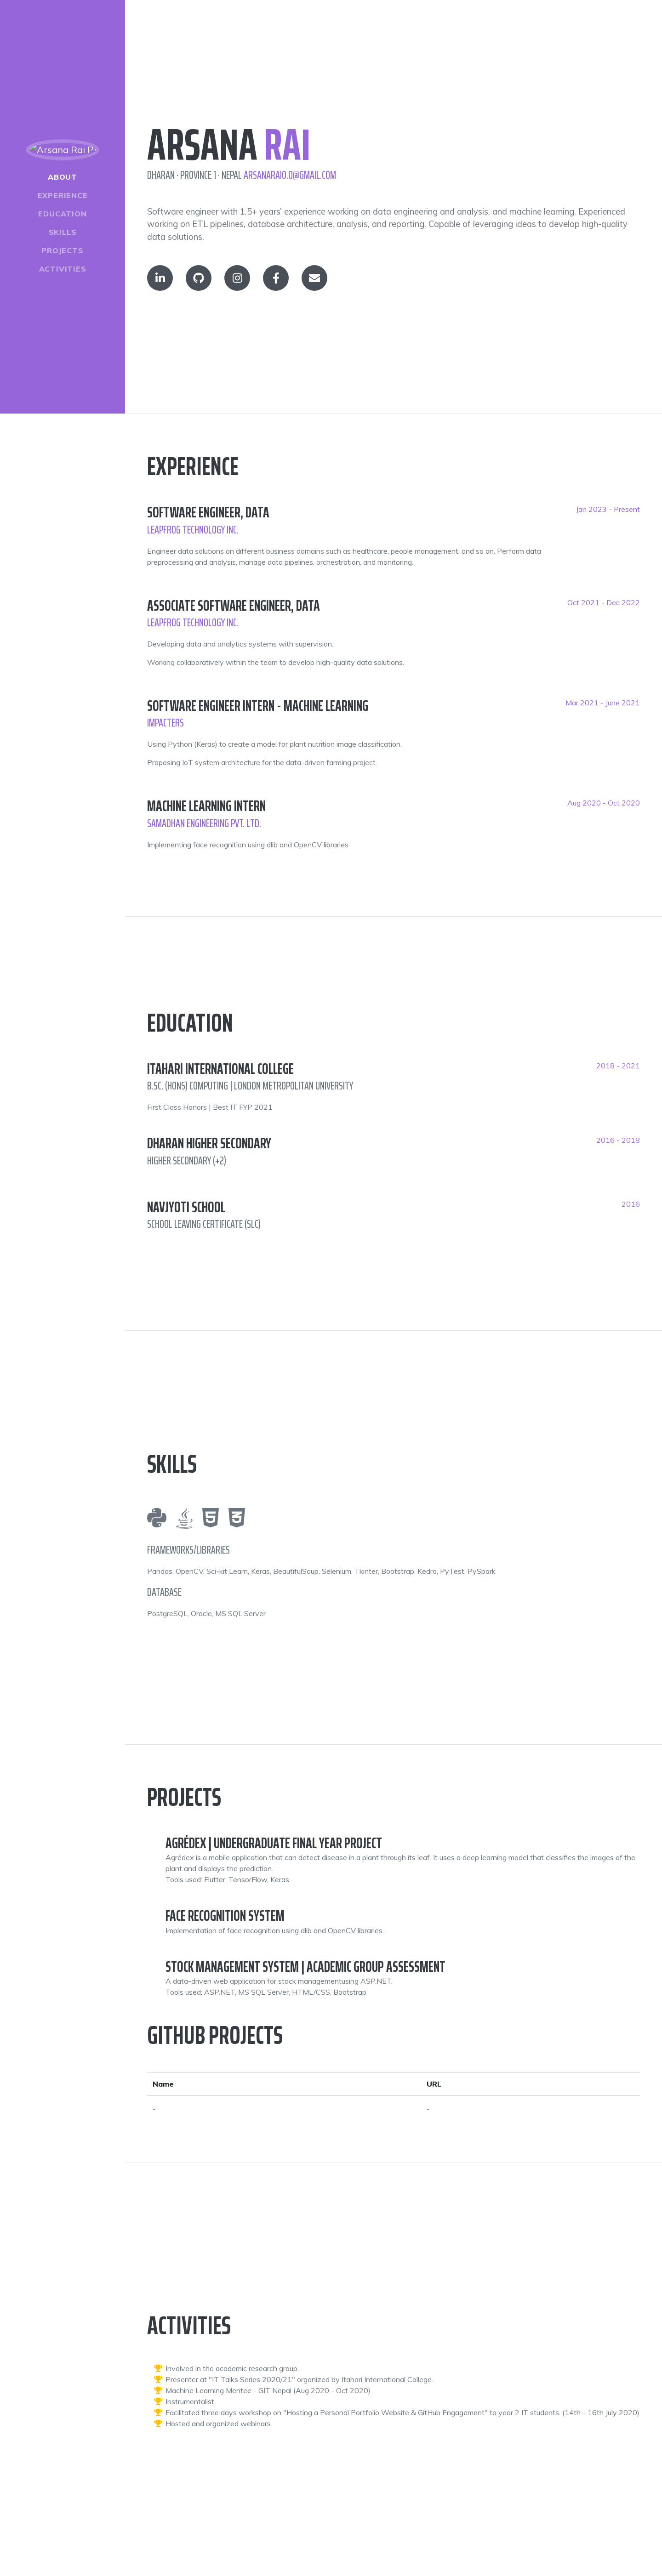 Arsana Rai P
ABOUT
EXPERIENCE
EDUCATION
SKILLS
PROJECTS
ACTIVITIES
ARSANA RAI
DHARAN · PROVINCE 1 · NEPAL ARSANARAI0.0@GMAIL.COM
Software engineer with 1.5+ years' experience working on data engineering and analysis, and machine learning. Experienced
working on ETL pipelines, database architecture, analysis, and reporting. Capable of leveraging ideas to develop high-quality
data solutions.
EXPERIENCE
SOFTWARE ENGINEER, DATA
Jan 2023 - Present
LEAPFROG TECHNOLOGY INC.
Engineer data solutions on different business domains such as healthcare, people management, and so on. Perform data
preprocessing and analysis, manage data pipelines, orchestration, and monitoring.
ASSOCIATE SOFTWARE ENGINEER, DATA
Oct 2021 - Dec 2022
LEAPFROG TECHNOLOGY INC.
Developing data and analytics systems with supervision.
Working collaboratively within the team to develop high-quality data solutions.
SOFTWARE ENGINEER INTERN - MACHINE LEARNING
Mar 2021 - June 2021
IMPACTERS
Using Python (Keras) to create a model for plant nutrition image classification.
Proposing IoT system architecture for the data-driven farming project.
MACHINE LEARNING INTERN
Aug 2020 - Oct 2020
SAMADHAN ENGINEERING PVT. LTD.
Implementing face recognition using dlib and OpenCV libraries.
EDUCATION
ITAHARI INTERNATIONAL COLLEGE
2018 - 2021
B.SC. (HONS) COMPUTING | LONDON METROPOLITAN UNIVERSITY
First Class Honors | Best IT FYP 2021
DHARAN HIGHER SECONDARY
2016 - 2018
HIGHER SECONDARY (+2)
NAVJYOTI SCHOOL
2016
SCHOOL LEAVING CERTIFICATE (SLC)
SKILLS
FRAMEWORKS/LIBRARIES
Pandas, OpenCV, Sci-kit Learn, Keras, BeautifulSoup, Selenium, Tkinter, Bootstrap, Kedro, PyTest, PySpark
DATABASE
PostgreSQL, Oracle, MS SQL Server
PROJECTS
AGRÉDEX | UNDERGRADUATE FINAL YEAR PROJECT
Agrédex is a mobile application that can detect disease in a plant through its leaf. It uses a deep learning model that classifies the images of the
plant and displays the prediction.
Tools used: Flutter, TensorFlow, Keras.
FACE RECOGNITION SYSTEM
Implementation of face recognition using dlib and OpenCV libraries.
STOCK MANAGEMENT SYSTEM | ACADEMIC GROUP ASSESSMENT
A data-driven web application for stock managementusing ASP.NET.
Tools used: ASP.NET, MS SQL Server, HTML/CSS, Bootstrap
GITHUB PROJECTS
Name URL
- -
ACTIVITIES
Involved in the academic research group.
Presenter at "IT Talks Series 2020/21" organized by Itahari International College.
Machine Learning Mentee - GIT Nepal (Aug 2020 - Oct 2020)
Instrumentalist
Facilitated three days workshop on "Hosting a Personal Portfolio Website & GitHub Engagement" to year 2 IT students. (14th - 16th July 2020)
Hosted and organized webinars.